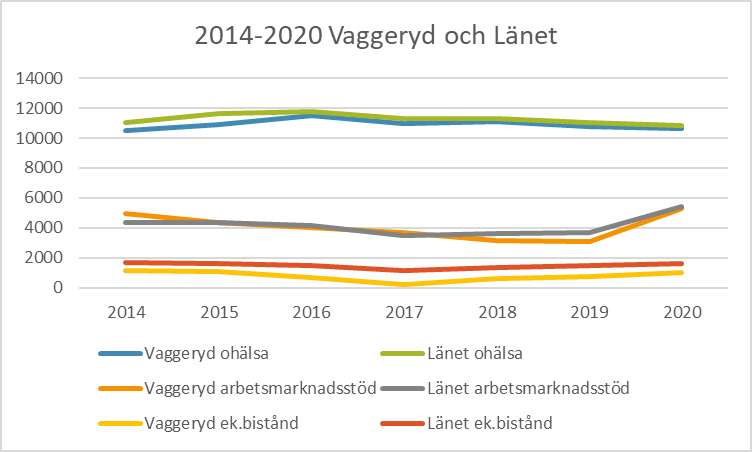 2014-2020 Vaggeryd och Länet
14000
12000
10000
8000
6000
4000
2000
0
2014 2015 2016 2017 2018 2019 2020
Vaggeryd ohälsa Länet ohälsa
Vaggeryd arbetsmarknadsstöd Länet arbetsmarknadsstöd
Vaggeryd ek.bistånd Länet ek.bistånd